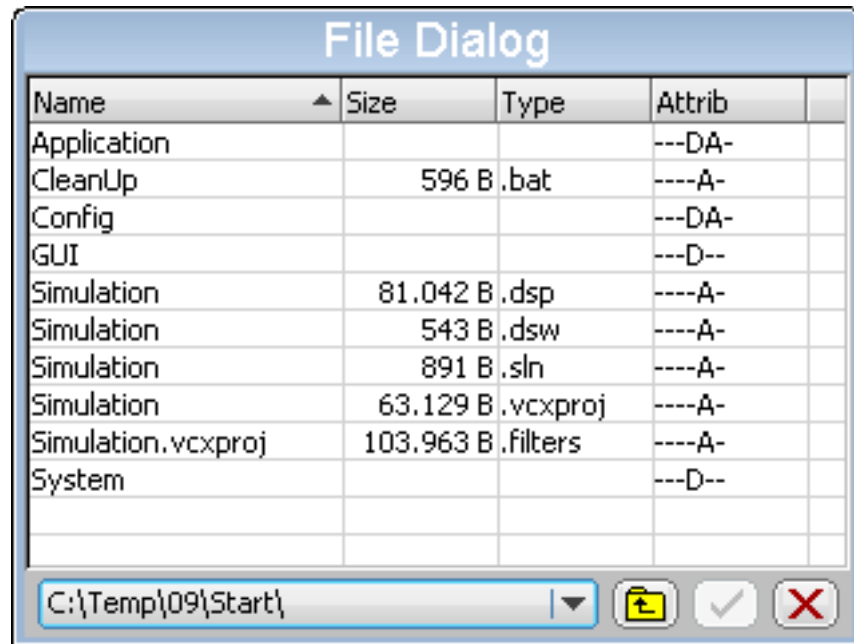 File Dialog
Name Size Type Attrib
Application ---DA-
CleanUp 596 B .bat ----A-
Config ---DA-
GUI ---D--
Simulation 81.042 B .dsp ----A-
Simulation 543 B .dsw ----A-
Simulation 891 B .sln ----A-
Simulation 63.129 B .vcxproj ----A-
Simulation.vcxproj 103.963 B .filters ----A-
System ---D--
C:\Temp\09\Start\